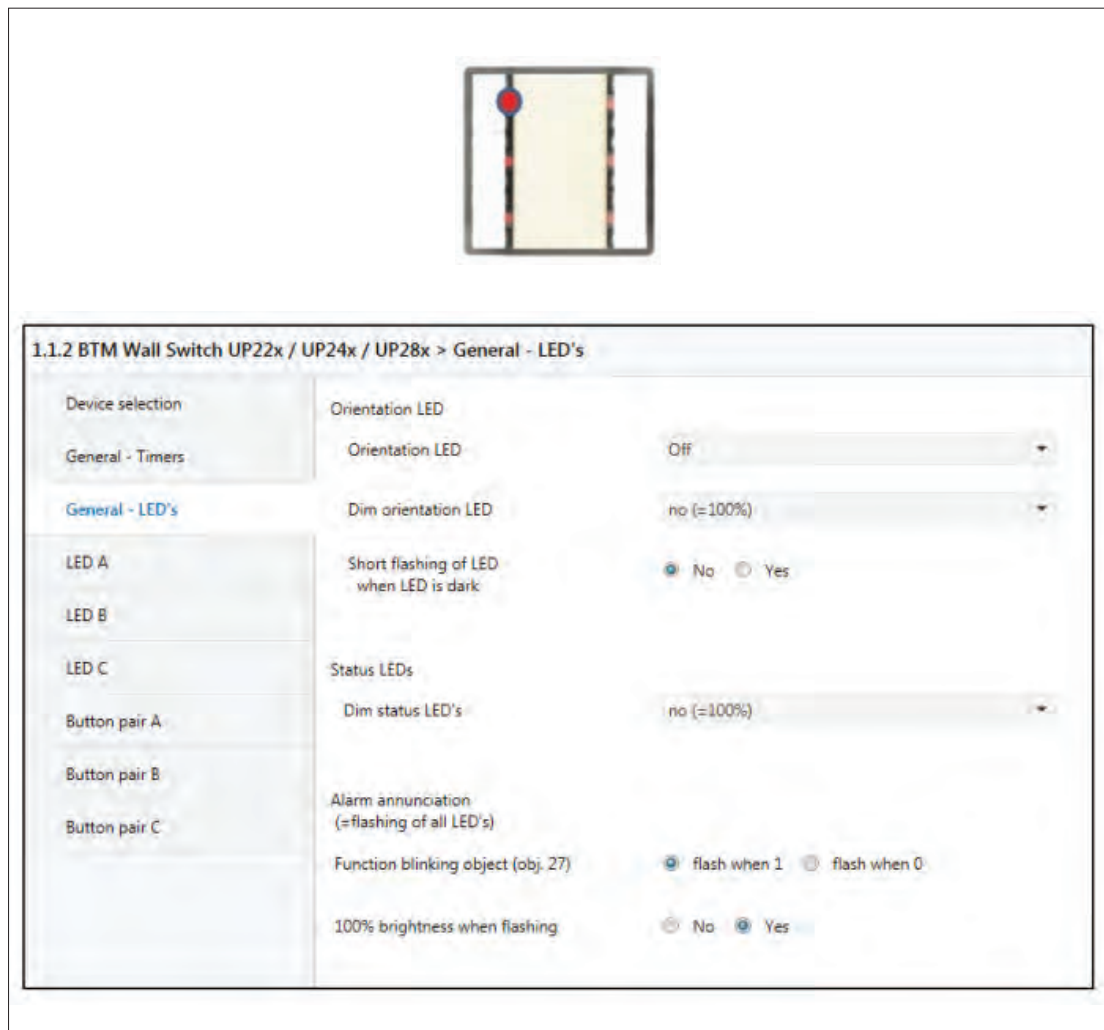 1.1.2 BTM Wall Switch UP22x / UP24x / UP28x > General - LED's
Device selection
General - Timers
General - LED's
LED A
LED B
LED C
Button pair A
Button pair B
Button pair C
Orientation LED
Orientation LED Off
Dim orientation LED no (=100%)
Short flashing of LED
when LED is dark No Yes
Status LEDs
Dim status LED's no (=100%)
Alarm annunciation
(=flashing of all LED's)
Function blinking object (obj. 27) flash when 1 flash when 0
100% brightness when flashing No Yes